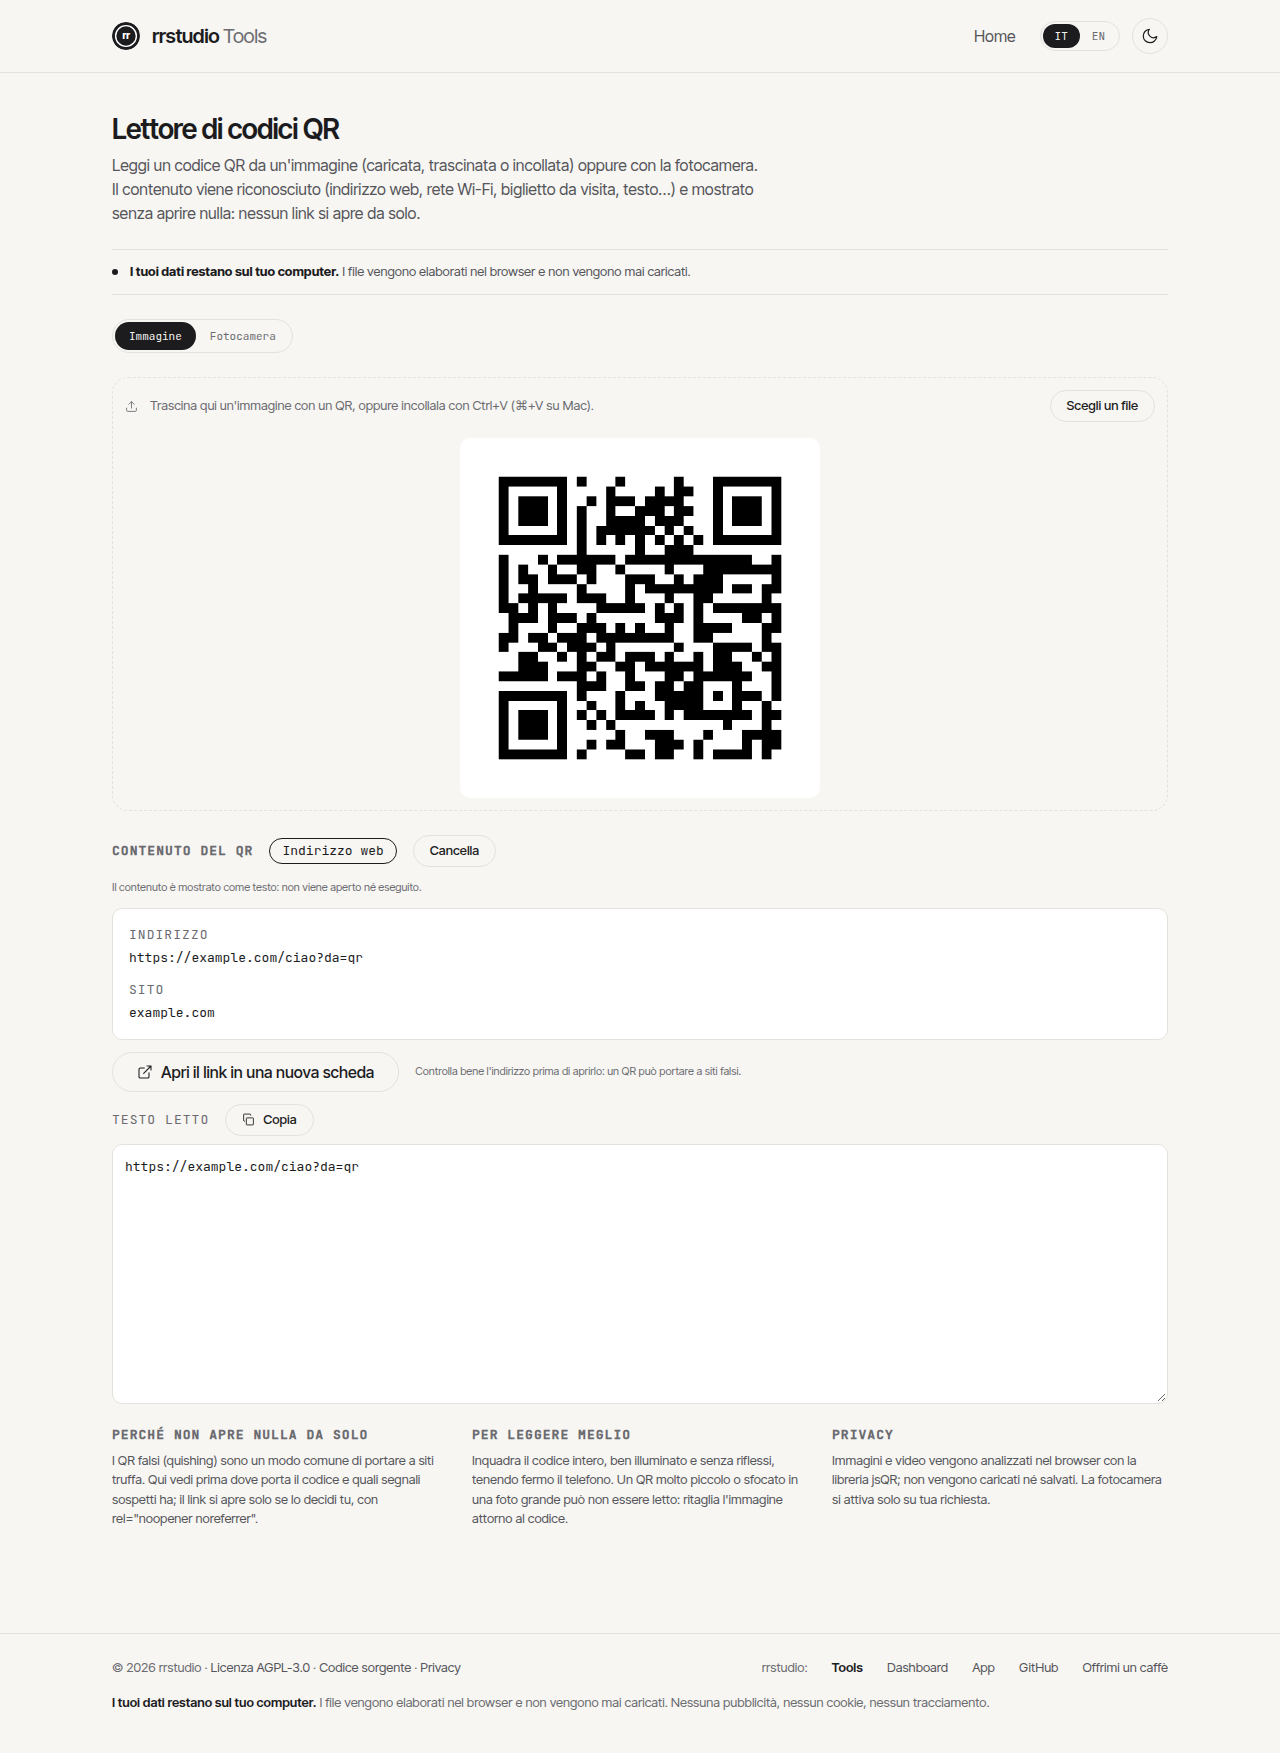 rr rrstudio Tools
Home
IT EN
Lettore di codici QR
Leggi un codice QR da un'immagine (caricata, trascinata o incollata) oppure con la fotocamera.
Il contenuto viene riconosciuto (indirizzo web, rete Wi-Fi, biglietto da visita, testo…) e mostrato
senza aprire nulla: nessun link si apre da solo.
I tuoi dati restano sul tuo computer. I file vengono elaborati nel browser e non vengono mai caricati.
Immagine Fotocamera
Trascina qui un'immagine con un QR, oppure incollala con Ctrl+V (⌘+V su Mac).
Scegli un file
CONTENUTO DEL QR Indirizzo web Cancella
Il contenuto è mostrato come testo: non viene aperto né eseguito.
INDIRIZZO
https://example.com/ciao?da=qr
SITO
example.com
Apri il link in una nuova scheda Controlla bene l'indirizzo prima di aprirlo: un QR può portare a siti falsi.
TESTO LETTO Copia
https://example.com/ciao?da=qr
PERCHÉ NON APRE NULLA DA SOLO
I QR falsi (quishing) sono un modo comune di portare a siti
truffa. Qui vedi prima dove porta il codice e quali segnali
sospetti ha; il link si apre solo se lo decidi tu, con
rel="noopener noreferrer".
PER LEGGERE MEGLIO
Inquadra il codice intero, ben illuminato e senza riflessi,
tenendo fermo il telefono. Un QR molto piccolo o sfocato in
una foto grande può non essere letto: ritaglia l'immagine
attorno al codice.
PRIVACY
Immagini e video vengono analizzati nel browser con la
libreria jsQR; non vengono caricati né salvati. La fotocamera
si attiva solo su tua richiesta.
© 2026 rrstudio · Licenza AGPL-3.0 · Codice sorgente · Privacy
rrstudio: Tools Dashboard App GitHub Offrimi un caffè
I tuoi dati restano sul tuo computer. I file vengono elaborati nel browser e non vengono mai caricati. Nessuna pubblicità, nessun cookie, nessun tracciamento.